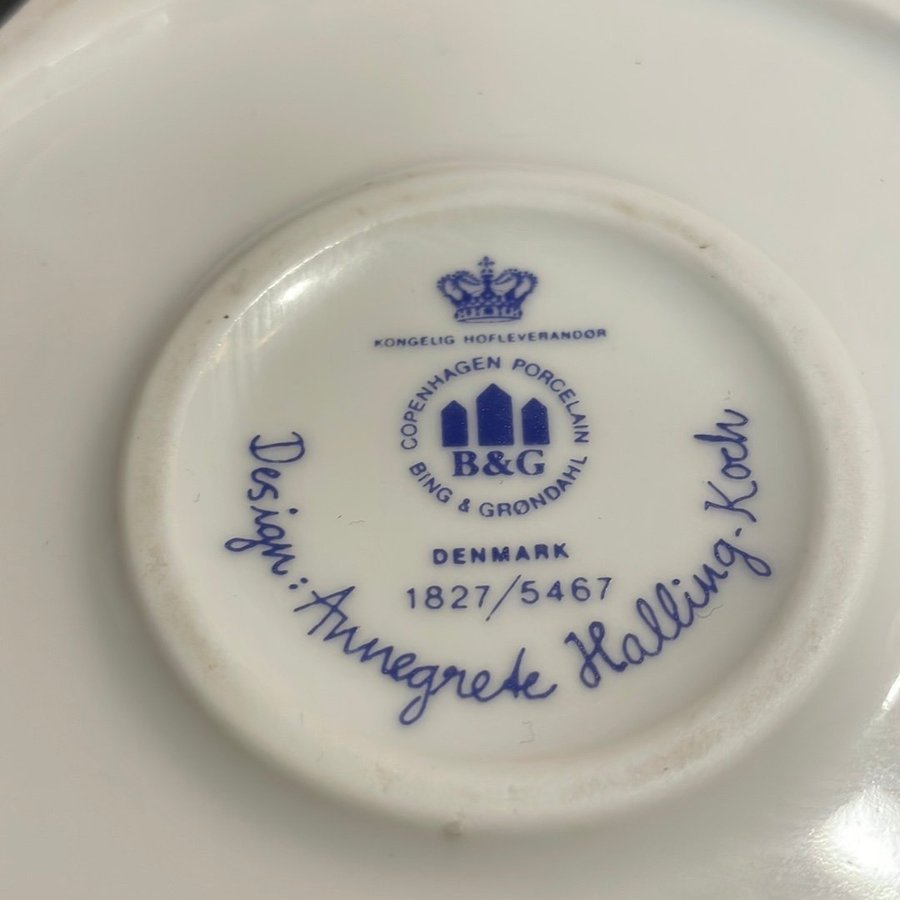 KONGELIG HOFLEVERANDØR
COPENHAGEN PORCELAIN
B&G
BING & GRØNDAHL
DENMARK
1827/5467
Design: Annegrete Halling-Koch